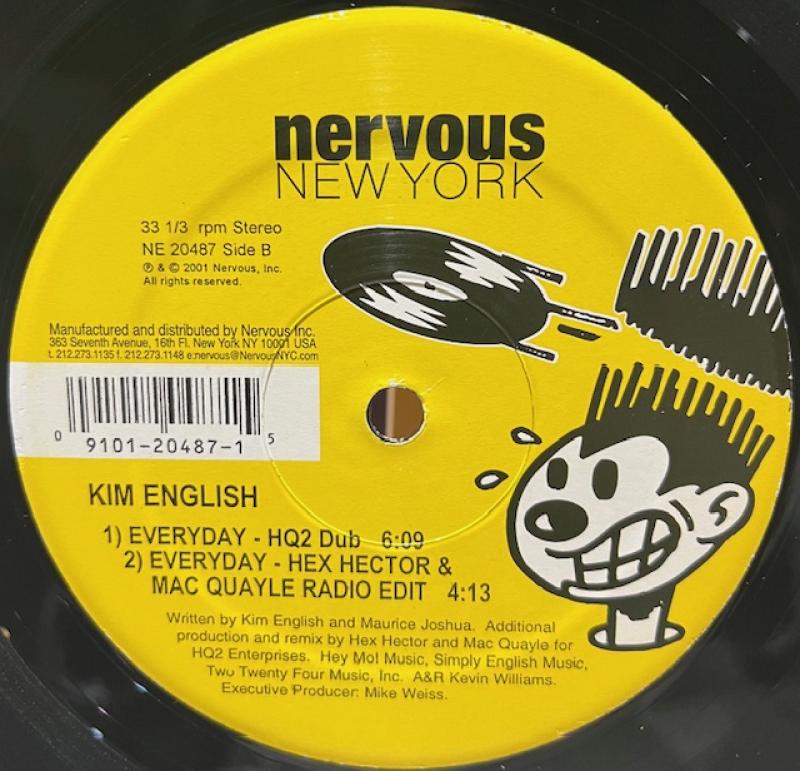 nervous
NEW YORK
33 1/3 rpm Stereo
NE 20487 Side B
℗ & © 2001 Nervous, Inc.
All rights reserved.
Manufactured and distributed by Nervous Inc.
363 Seventh Avenue, 16th Fl. New York NY 10001 USA
t. 212.273.1135 f. 212.273.1148 e:nervous@NervousNYC.com
0 9101-20487-1 5
KIM ENGLISH
1) EVERYDAY - HQ2 Dub 6:09
2) EVERYDAY - HEX HECTOR &
MAC QUAYLE RADIO EDIT 4:13
Written by Kim English and Maurice Joshua. Additional
production and remix by Hex Hector and Mac Quayle for
HQ2 Enterprises. Hey Mo! Music, Simply English Music,
Two Twenty Four Music, Inc. A&R Kevin Williams.
Executive Producer: Mike Weiss.